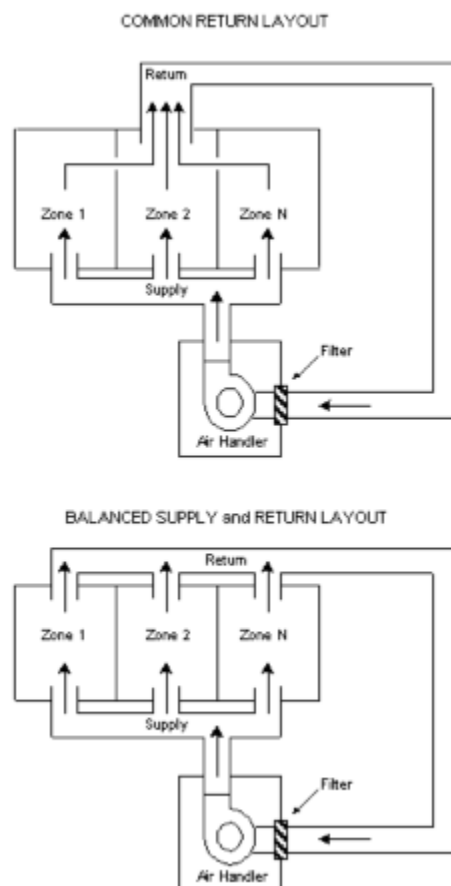 COMMON RETURN LAYOUT
Return
Zone 1 Zone 2 Zone N
Supply
Filter
Air Handler
BALANCED SUPPLY and RETURN LAYOUT
Return
Zone 1 Zone 2 Zone N
Supply
Filter
Air Handler